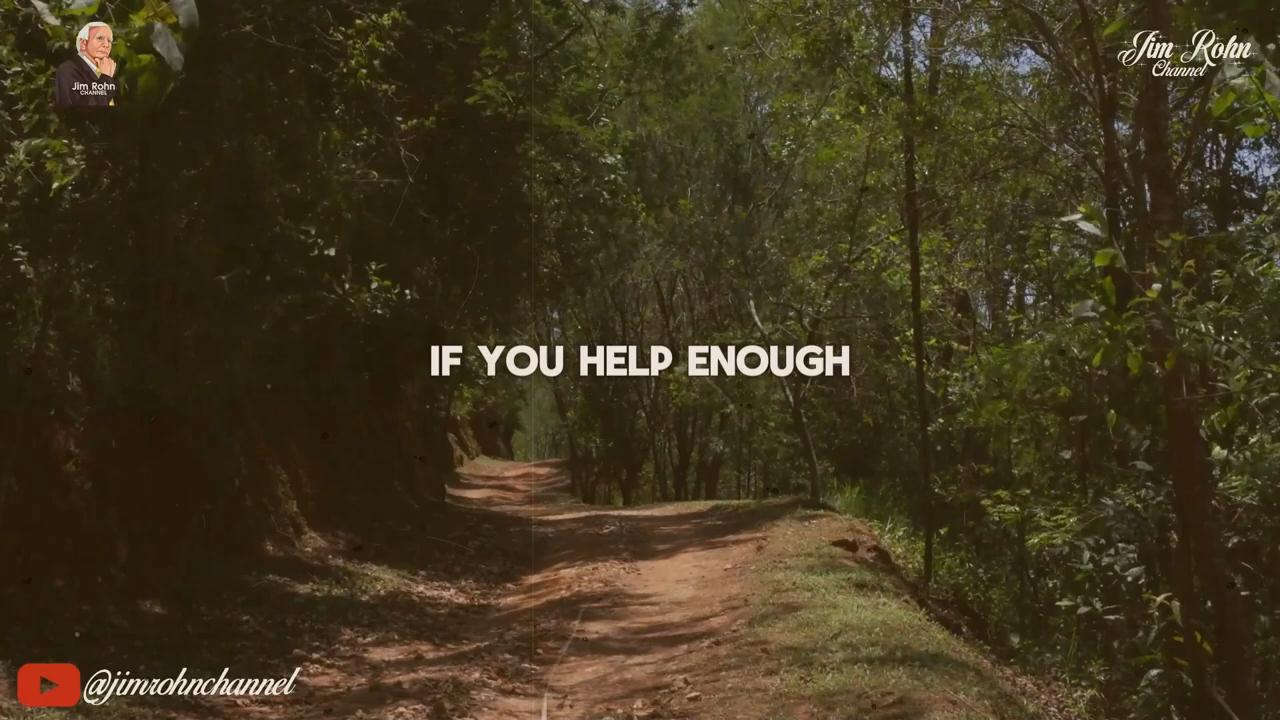 Jim Rohn
CHANNEL
Jim Rohn
Channel
IF YOU HELP ENOUGH
@jimrohnchannel